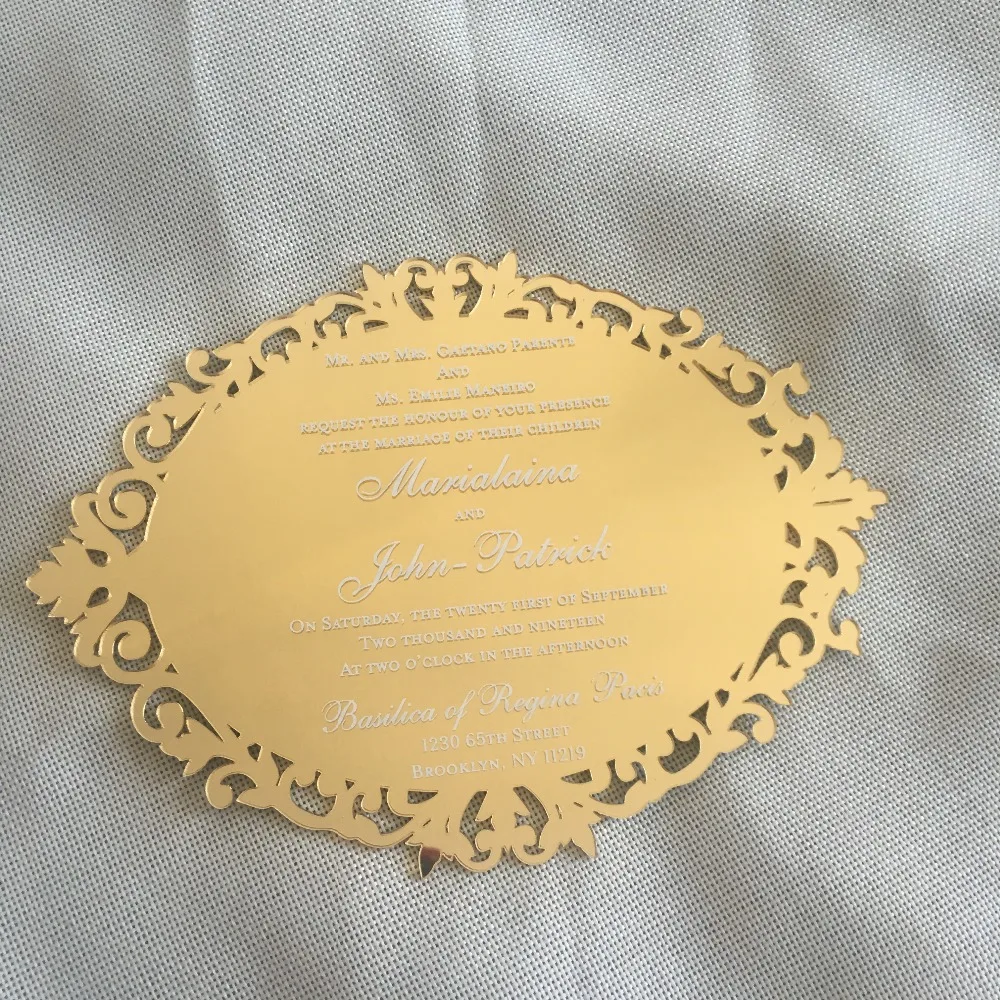 Mr. and Mrs. Gaetano Parente
And
Ms. Emilie Maneiro
request the honour of your presence
at the marriage of their children
Marialaina
and
John-Patrick
On Saturday, the twenty first of September
Two thousand and nineteen
At two o'clock in the afternoon
Basilica of Regina Pacis
1230 65th Street
Brooklyn, NY 11219